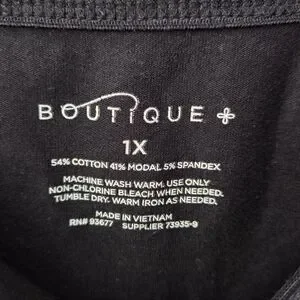 BOUTIQUE +
1X
54% COTTON 41% MODAL 5% SPANDEX
MACHINE WASH WARM. USE ONLY
NON-CHLORINE BLEACH WHEN NEEDED.
TUMBLE DRY. WARM IRON AS NEEDED.
MADE IN VIETNAM
RN# 93677 SUPPLIER 73935-9